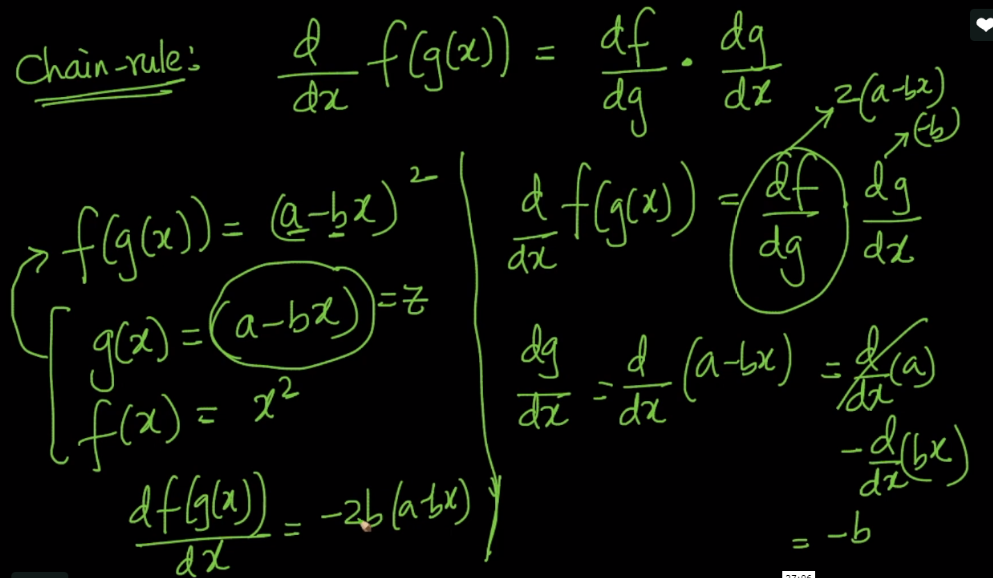 Chain-rule: d/dx f(g(x)) = df/dg · dg/dx
f(g(x)) = (a-bx)²
g(x) = (a-bx) = z
f(x) = x²
df(g(x))/dx = -2b(a-bx)
2(a-bx)
(-b)
d/dx f(g(x)) = df/dg dg/dx
dg/dx = d/dx (a-bx) = d/dx (a)
- d/dx (bx)
= -b